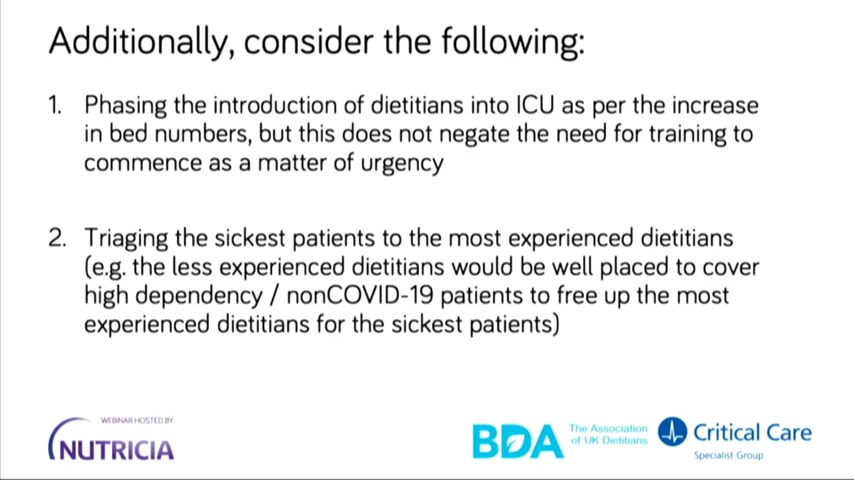 Additionally, consider the following:
1. Phasing the introduction of dietitians into ICU as per the increase
in bed numbers, but this does not negate the need for training to
commence as a matter of urgency
2. Triaging the sickest patients to the most experienced dietitians
(e.g. the less experienced dietitians would be well placed to cover
high dependency / nonCOVID-19 patients to free up the most
experienced dietitians for the sickest patients)
WEBINAR HOSTED BY
NUTRICIA
BDA
The Association
of UK Dietitians
Critical Care
Specialist Group